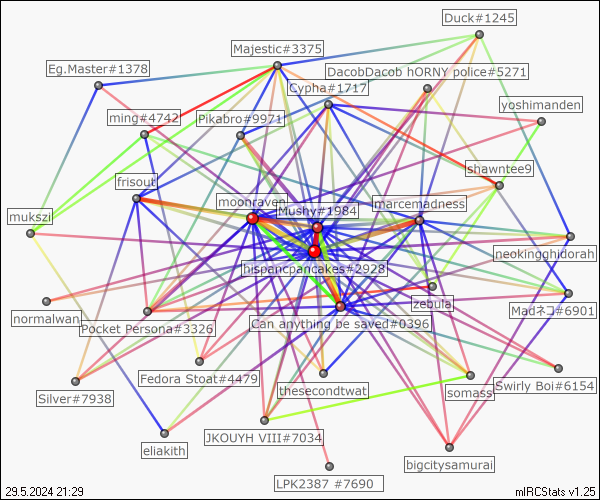 Duck#1245
Majestic#3375
Eg.Master#1378
DacobDacob hORNY police#5271
Cypha#1717
yoshimanden
ming#4742
Pikabro#9971
shawntee9
frisout
moonraven
marcemadness
Mushy#1984
mukszi
neokingghidorah
hispancpancakes#2928
zebula
normalwan
Madネコ#6901
Pocket Persona#3326
Can anything be saved#0396
Fedora Stoat#4479
thesecondtwat
somass
Swirly Boi#6154
Silver#7938
JKOUYH VIII#7034
eliakith
bigcitysamurai
LPK2387 #7690
29.5.2024 21:29
mIRCStats v1.25